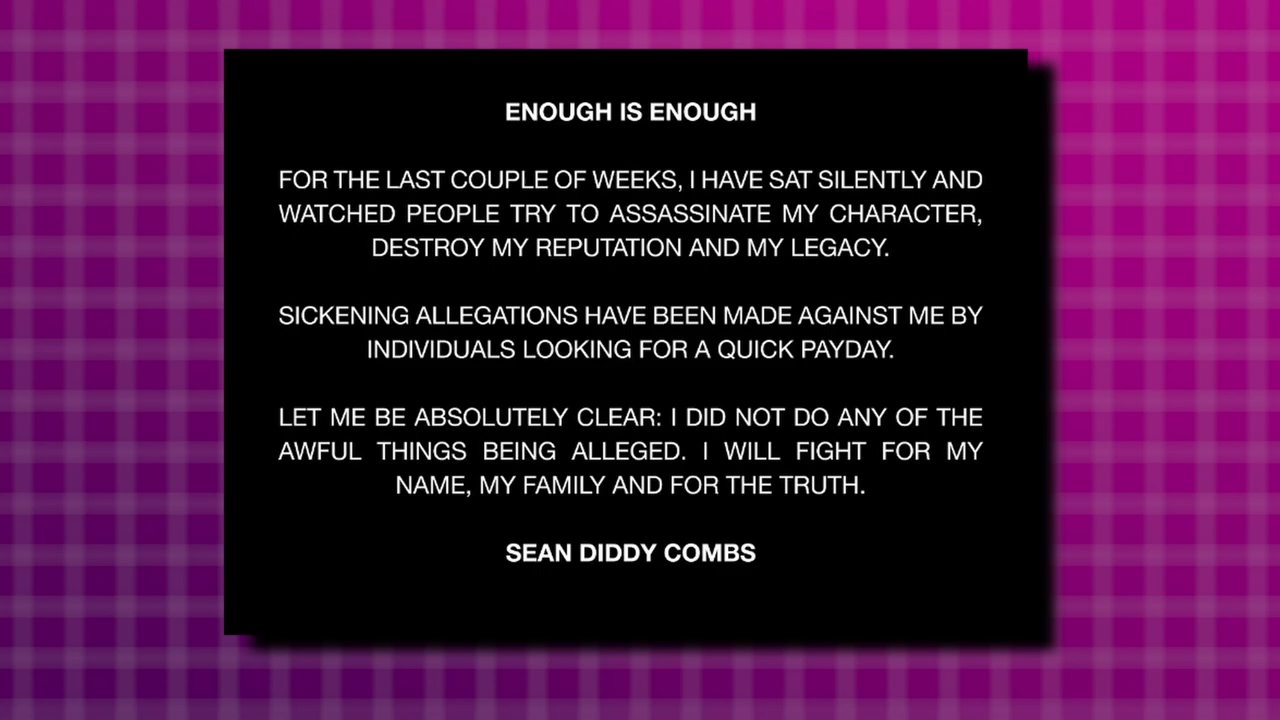 ENOUGH IS ENOUGH
FOR THE LAST COUPLE OF WEEKS, I HAVE SAT SILENTLY AND
WATCHED PEOPLE TRY TO ASSASSINATE MY CHARACTER,
DESTROY MY REPUTATION AND MY LEGACY.
SICKENING ALLEGATIONS HAVE BEEN MADE AGAINST ME BY
INDIVIDUALS LOOKING FOR A QUICK PAYDAY.
LET ME BE ABSOLUTELY CLEAR: I DID NOT DO ANY OF THE
AWFUL THINGS BEING ALLEGED. I WILL FIGHT FOR MY
NAME, MY FAMILY AND FOR THE TRUTH.
SEAN DIDDY COMBS